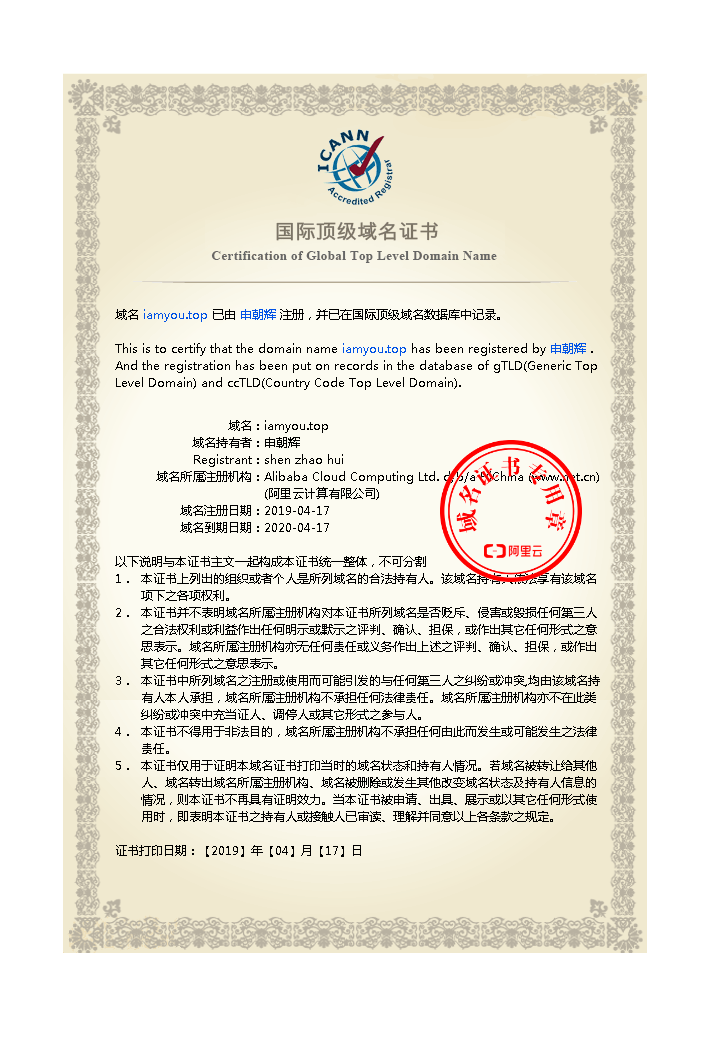 ICANN
Accredited Registrar
国际顶级域名证书
Certification of Global Top Level Domain Name
域名 iamyou.top 已由 申朝辉 注册，并已在国际顶级域名数据库中记录。
This is to certify that the domain name iamyou.top has been registered by 申朝辉 .
And the registration has been put on records in the database of gTLD(Generic Top
Level Domain) and ccTLD(Country Code Top Level Domain).
域名：iamyou.top
域名持有者：申朝辉
Registrant：shen zhao hui
域名所属注册机构：Alibaba Cloud Computing Ltd. d/b/a HiChina (www.net.cn)
(阿里云计算有限公司)
域名注册日期：2019-04-17
域名到期日期：2020-04-17
域名证书专用章
阿里云
以下说明与本证书主文一起构成本证书统一整体，不可分割
1． 本证书上列出的组织或者个人是所列域名的合法持有人。该域名持有人依法享有该域名
项下之各项权利。
2． 本证书并不表明域名所属注册机构对本证书所列域名是否贬斥、侵害或毁损任何第三人
之合法权利或利益作出任何明示或默示之评判、确认、担保，或作出其它任何形式之意
思表示。域名所属注册机构亦无任何责任或义务作出上述之评判、确认、担保，或作出
其它任何形式之意思表示。
3． 本证书中所列域名之注册或使用而可能引发的与任何第三人之纠纷或冲突,均由该域名持
有人本人承担，域名所属注册机构不承担任何法律责任。域名所属注册机构亦不在此类
纠纷或冲突中充当证人、调停人或其它形式之参与人。
4． 本证书不得用于非法目的，域名所属注册机构不承担任何由此而发生或可能发生之法律
责任。
5． 本证书仅用于证明本域名证书打印当时的域名状态和持有人情况。若域名被转让给其他
人、域名转出域名所属注册机构、域名被删除或发生其他改变域名状态及持有人信息的
情况，则本证书不再具有证明效力。当本证书被申请、出具、展示或以其它任何形式使
用时，即表明本证书之持有人或接触人已审读、理解并同意以上各条款之规定。
证书打印日期：【2019】年【04】月【17】日